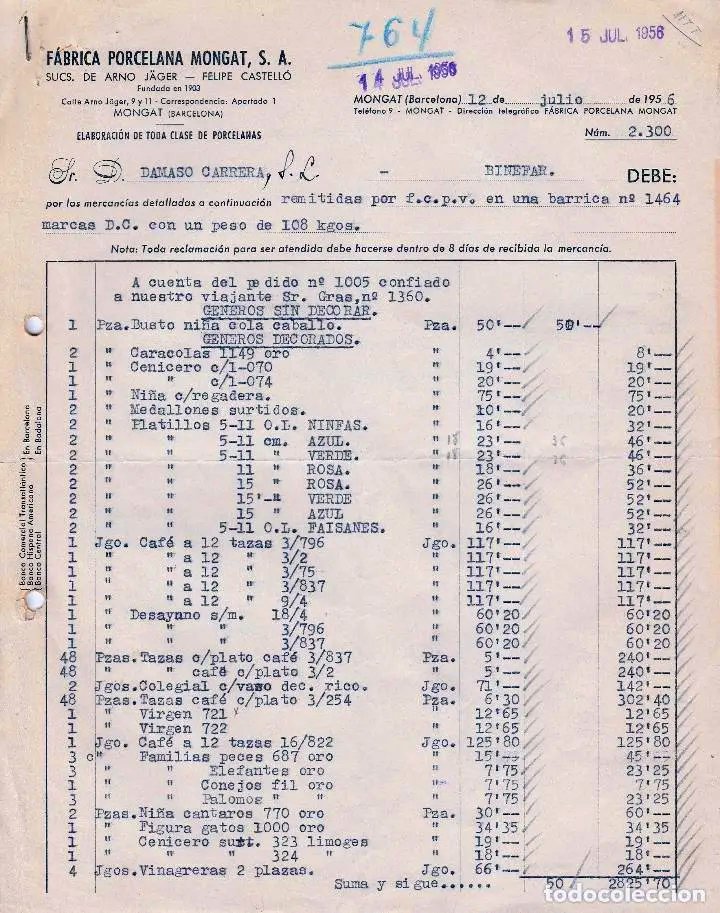 764
15 JUL. 1956
14 JUL. 1956
FÁBRICA PORCELANA MONGAT, S. A.
SUCS. DE ARNO JÄGER — FELIPE CASTELLÓ
Fundada en 1903
Calle Arno Jäger, 9 y 11 - Correspondencia: Apartado 1
MONGAT (BARCELONA)
ELABORACIÓN DE TODA CLASE DE PORCELANAS
MONGAT (Barcelona) 12 de julio de 1956
Teléfono 9 - MONGAT - Dirección telegráfica FÁBRICA PORCELANA MONGAT
Núm. 2.300
Sr. D. DAMASO CARRERA, S. L. - BINEFAR. DEBE:
por las mercancías detalladas a continuación remitidas por f.c.p.v. en una barrica nº 1464
marcas D.C. con un peso de 108 kgos.
Nota: Toda reclamación para ser atendida debe hacerse dentro de 8 días de recibida la mercancía.
A cuenta del pedido nº 1005 confiado
a nuestro viajante Sr. Gras, nº 1360.
GENEROS SIN DECORAR.
1 Pza. Busto niña cola caballo. Pza. 50'-- 50'--
GENEROS DECORADOS.
2 " Caracolas 1149 oro " 4'-- 8'--
1 " Cenicero c/1-070 " 19'-- 19'--
1 " " c/1-074 " 20'-- 20'--
1 " Niña c/regadera. " 75'-- 75'--
2 " Medallones surtidos. " 10'-- 20'--
2 " Platillos 5-11 O.L. NINFAS. " 16'-- 32'--
2 " " 5-11 cm. AZUL. " 23'-- 46'--
2 " " 5-11 " VERDE. " 23'-- 46'--
2 " " 11 " ROSA. " 18'-- 36'--
2 " " 15 " ROSA. " 26'-- 52'--
2 " " 15 " VERDE " 26'-- 52'--
2 " " 15 " AZUL " 26'-- 52'--
2 " " 5-11 O.L. FAISANES. " 16'-- 32'--
1 Jgo. Café a 12 tazas 3/796 Jgo. 117'-- 117'--
1 " " a 12 " 3/2 " 117'-- 117'--
1 " " a 12 " 3/75 " 117'-- 117'--
1 " " a 12 " 3/837 " 117'-- 117'--
1 " " a 12 " 9/4 " 117'-- 117'--
1 " Desayuno s/m. 18/4 " 60'20 60'20
1 " " " 3/796 " 60'20 60'20
1 " " " 3/837 " 60'20 60'20
48 Pzas. Tazas c/plato café 3/837 Pza. 5'-- 240'--
48 " " café c/plato 3/2 " 5'-- 240'--
2 Jgos. Colegial c/vaso dec. rico. Jgo. 71'-- 142'--
48 Pzas. Tazas café c/plato 3/254 Pza. 6'30 302'40
1 " Virgen 721 " 12'65 12'65
1 " Virgen 722 " 12'65 12'65
1 Jgo. Café a 12 tazas 16/822 Jgo. 125'80 125'80
3 " Familias peces 687 oro " 15'-- 45'--
3 " " Elefantes oro " 7'75 23'25
1 " " Conejos fil oro " 7'75 7'75
3 " " Palomos " " " 7'75 23'25
2 Pzas. Niña cantaros 770 oro Pza. 30'-- 60'--
1 " Figura gatos 1000 oro " 34'35 34'35
1 " Cenicero surt. 323 limoges " 18'-- 18'--
1 " " " 324 " " 18'-- 18'--
4 Jgos. Vinagreras 2 plazas. Jgo. 66'-- 264'--
Suma y sigue...... 50 2825'70
Banco Comercial Transatlántico
Banco Hispano Americano
Banco Central
En Barcelona
En Badalona
todocoleccion